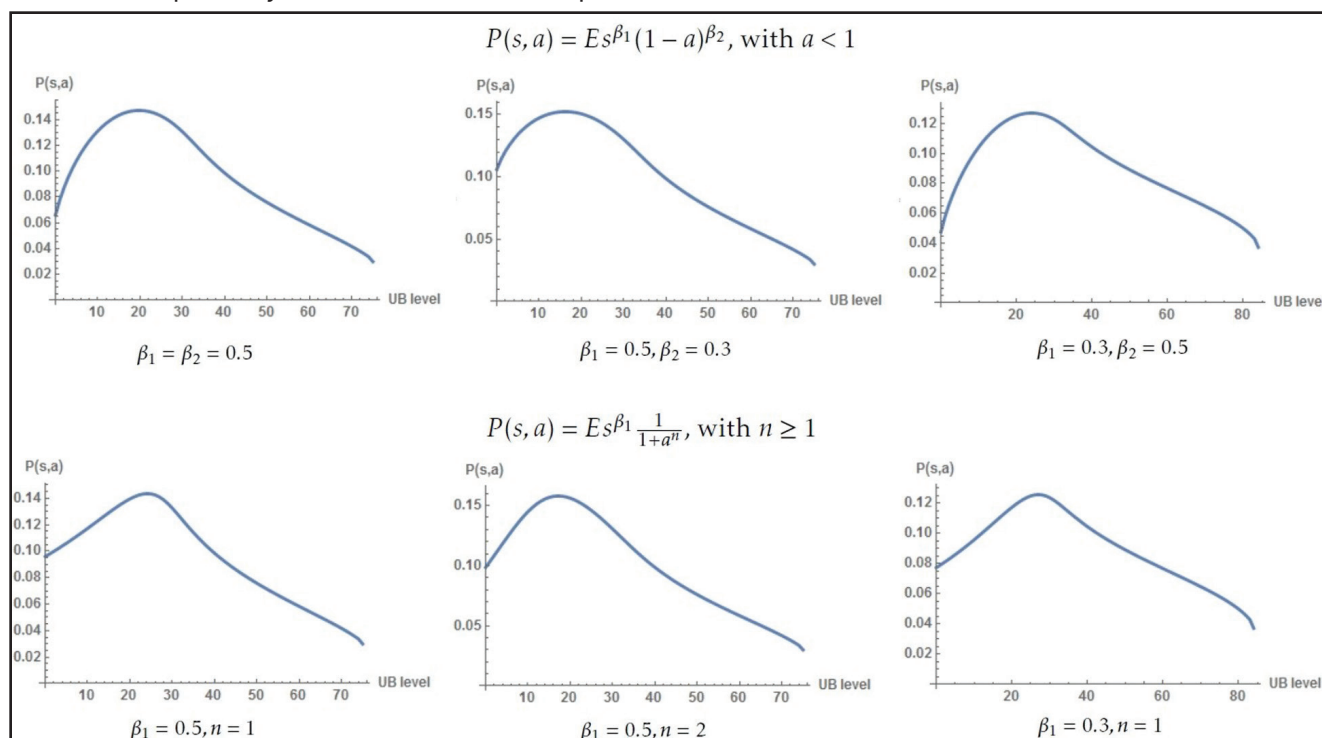 P(s, a) = Es^{β₁}(1 − a)^{β₂}, with a < 1
P(s,a)
0.14
0.12
0.10
0.08
0.06
0.04
0.02
10 20 30 40 50 60 70
UB level
β₁ = β₂ = 0.5
P(s,a)
0.15
0.10
0.05
10 20 30 40 50 60 70
UB level
β₁ = 0.5, β₂ = 0.3
P(s,a)
0.12
0.10
0.08
0.06
0.04
0.02
20 40 60 80
UB level
β₁ = 0.3, β₂ = 0.5
P(s, a) = Es^{β₁} \frac{1}{1+a^n}, with n ≥ 1
P(s,a)
0.14
0.12
0.10
0.08
0.06
0.04
0.02
10 20 30 40 50 60 70
UB level
β₁ = 0.5, n = 1
P(s,a)
0.15
0.10
0.05
10 20 30 40 50 60 70
UB level
β₁ = 0.5, n = 2
P(s,a)
0.12
0.10
0.08
0.06
0.04
0.02
20 40 60 80
UB level
β₁ = 0.3, n = 1